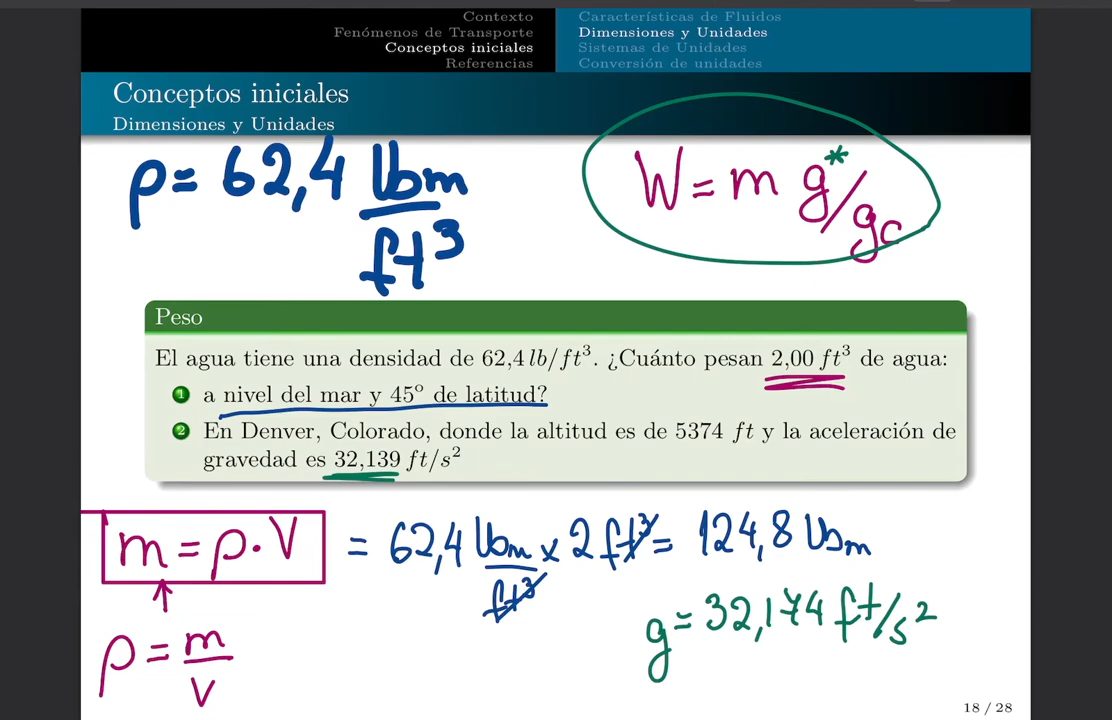 Contexto
Fenómenos de Transporte
Conceptos iniciales
Referencias
Características de Fluidos
Dimensiones y Unidades
Sistemas de Unidades
Conversión de unidades
Conceptos iniciales
Dimensiones y Unidades
ρ = 62,4 lbm/ft³
W = m g*/gc
Peso
El agua tiene una densidad de 62,4 lb/ft³. ¿Cuánto pesan 2,00 ft³ de agua:
1 a nivel del mar y 45° de latitud?
2 En Denver, Colorado, donde la altitud es de 5374 ft y la aceleración de
gravedad es 32,139 ft/s²
m = ρ · V = 62,4 lbm/ft³ x 2 ft³ = 124,8 lbm
g = 32,174 ft/s²
ρ = m/V
18 / 28